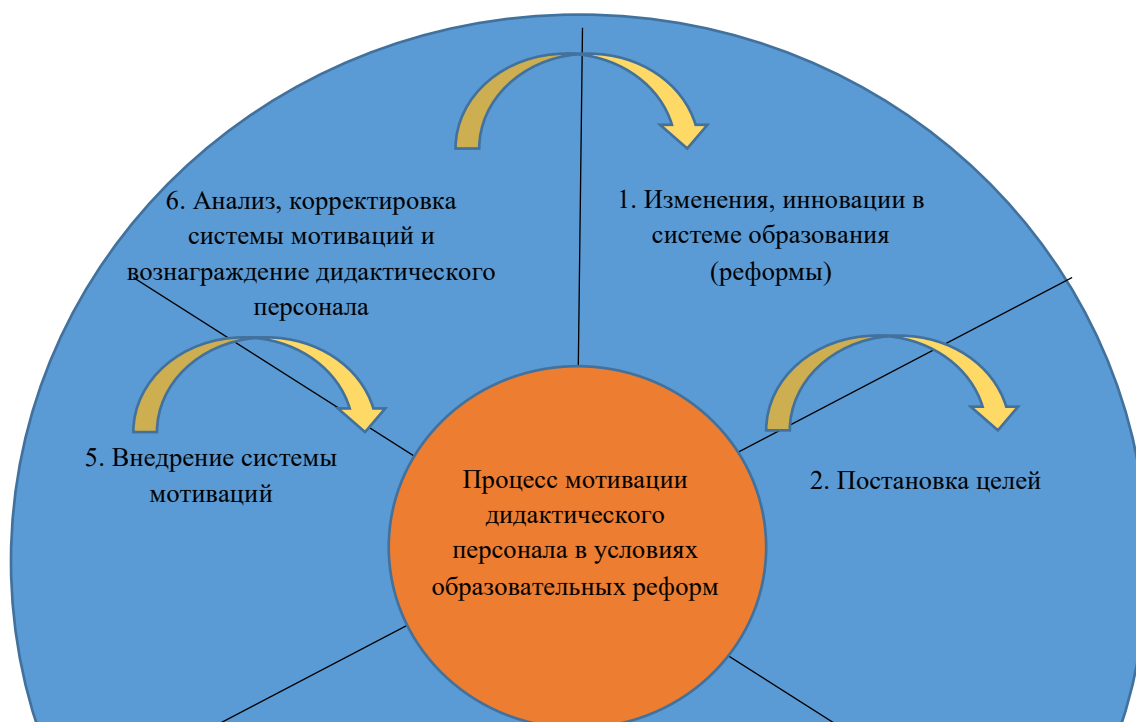 6. Анализ, корректировка
системы мотиваций и
вознаграждение дидактического
персонала
1. Изменения, инновации в
системе образования
(реформы)
5. Внедрение системы
мотиваций
Процесс мотивации
дидактического
персонала в условиях
образовательных реформ
2. Постановка целей